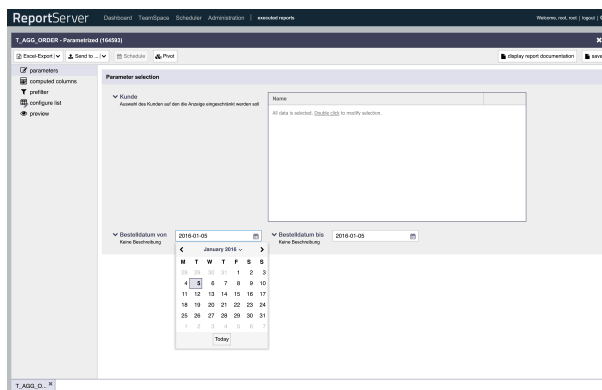 ReportServer Dashboard TeamSpace Scheduler Administration | executed reports Welcome, root, root | logout |
T_AGG_ORDER - Parametrized (164593)
Excel-Export Send to ... Schedule Pivot display report documentation save
parameters
computed columns
prefilter
configure list
preview
Parameter selection
Kunde
Auswahl des Kunden auf den die Anzeige eingeschränkt werden soll
Name
All data is selected. Double click to modify selection.
Bestelldatum von 2016-01-05
Keine Beschreibung
Bestelldatum bis 2016-01-05
Keine Beschreibung
January 2016
M T W T F S S
28 29 30 31 1 2 3
4 5 6 7 8 9 10
11 12 13 14 15 16 17
18 19 20 21 22 23 24
25 26 27 28 29 30 31
1 2 3 4 5 6 7
Today
T_AGG_O...